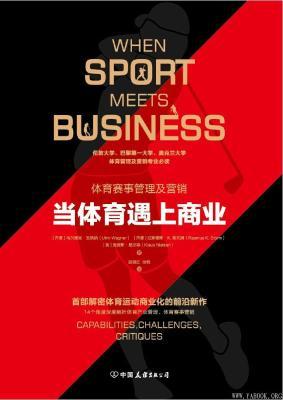 WHEN
SPORT
MEETS
BUSINESS
伦敦大学、巴黎第一大学、奥克兰大学
体育管理及营销专业必读
体育赛事管理及营销
当体育遇上商业
首部解密体育运动商业化的前沿新作
CAPABILITIES, CHALLENGES,
CRITIQUES
WWW.YABOOK.ORG